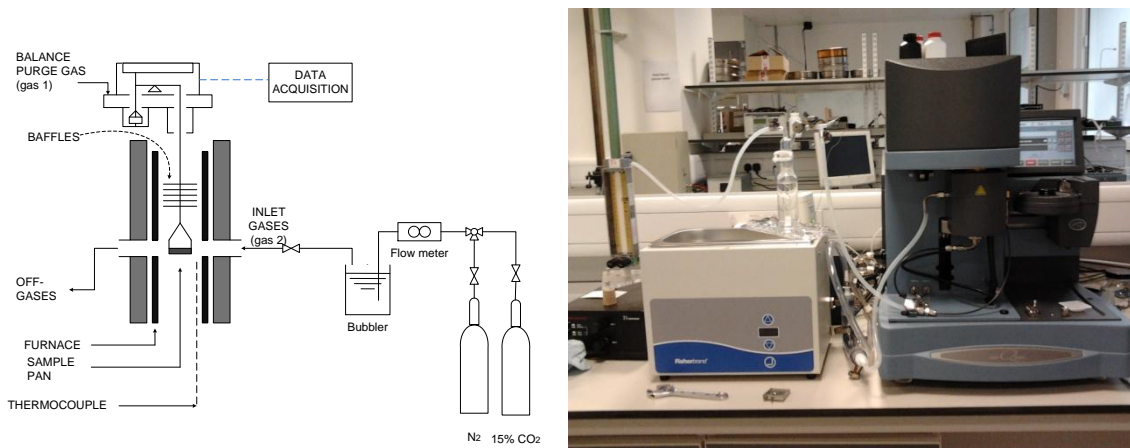 BALANCE
PURGE GAS
(gas 1)
DATA
ACQUISITION
BAFFLES
INLET
GASES
(gas 2)
Flow meter
OFF-
GASES
Bubbler
FURNACE
SAMPLE
PAN
THERMOCOUPLE
N2 15% CO2
Fisherbrand